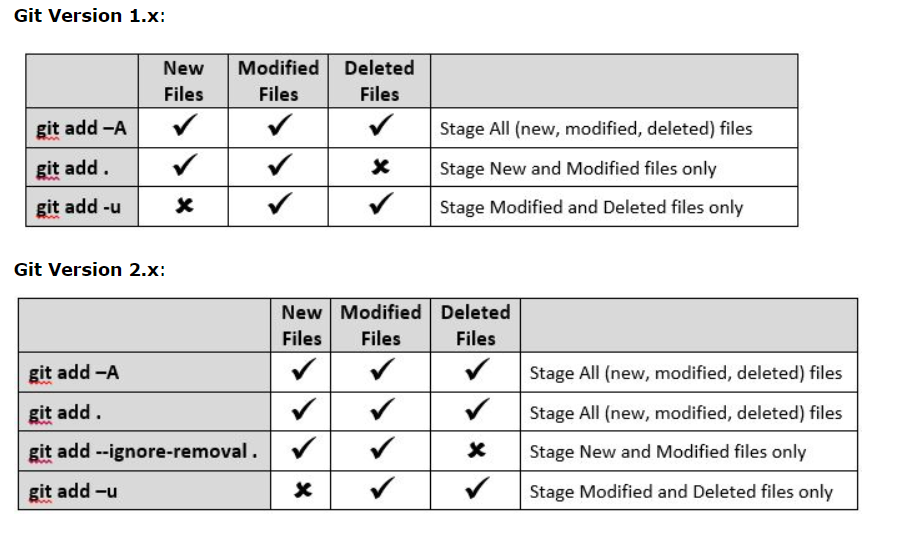 Git Version 1.x:
New Files Modified Files Deleted Files
git add –A ✓ ✓ ✓ Stage All (new, modified, deleted) files
git add . ✓ ✓ ✗ Stage New and Modified files only
git add -u ✗ ✓ ✓ Stage Modified and Deleted files only
Git Version 2.x:
New Files Modified Files Deleted Files
git add –A ✓ ✓ ✓ Stage All (new, modified, deleted) files
git add . ✓ ✓ ✓ Stage All (new, modified, deleted) files
git add --ignore-removal . ✓ ✓ ✗ Stage New and Modified files only
git add –u ✗ ✓ ✓ Stage Modified and Deleted files only